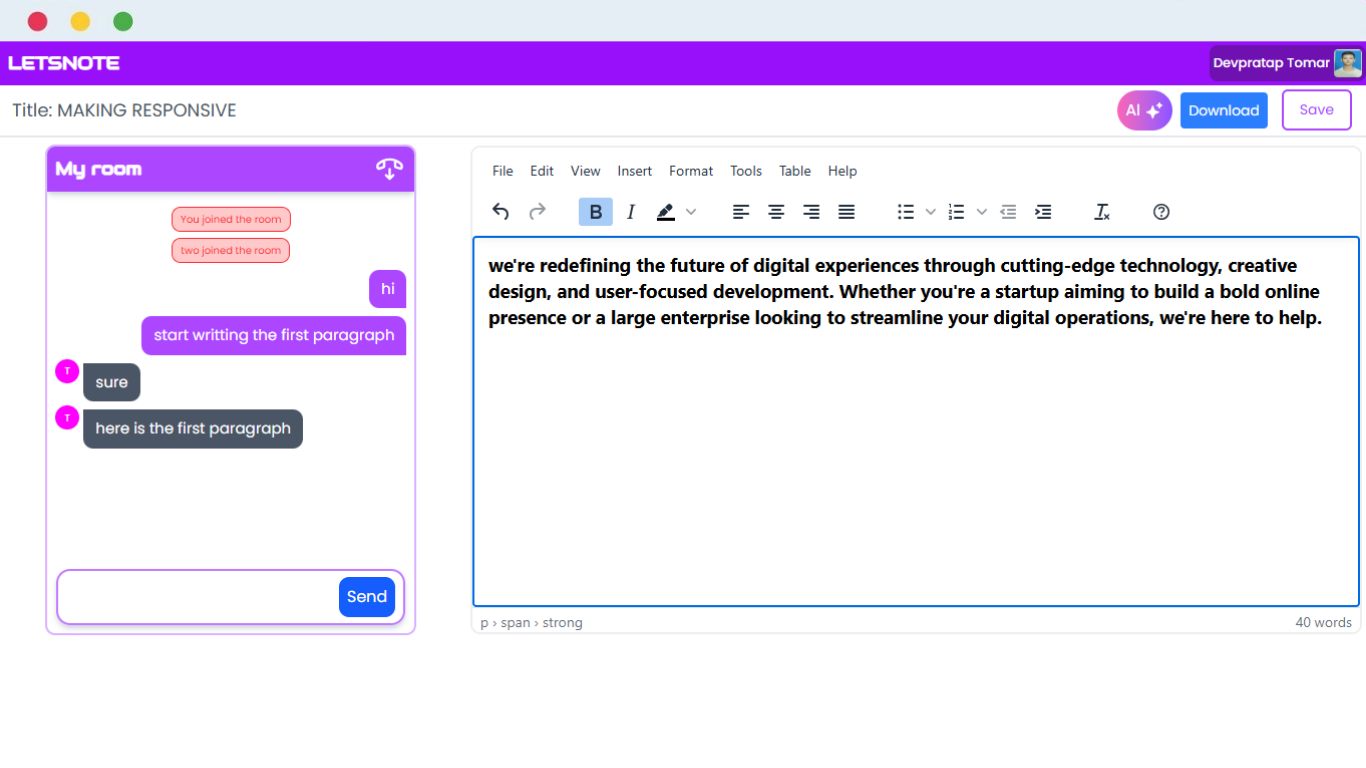 LETSNOTE
Devpratap Tomar
Title: MAKING RESPONSIVE
AI
Download
Save
My room
You joined the room
two joined the room
hi
start writting the first paragraph
T
sure
T
here is the first paragraph
Send
File Edit View Insert Format Tools Table Help
B I
we're redefining the future of digital experiences through cutting-edge technology, creative
design, and user-focused development. Whether you're a startup aiming to build a bold online
presence or a large enterprise looking to streamline your digital operations, we're here to help.
p › span › strong
40 words